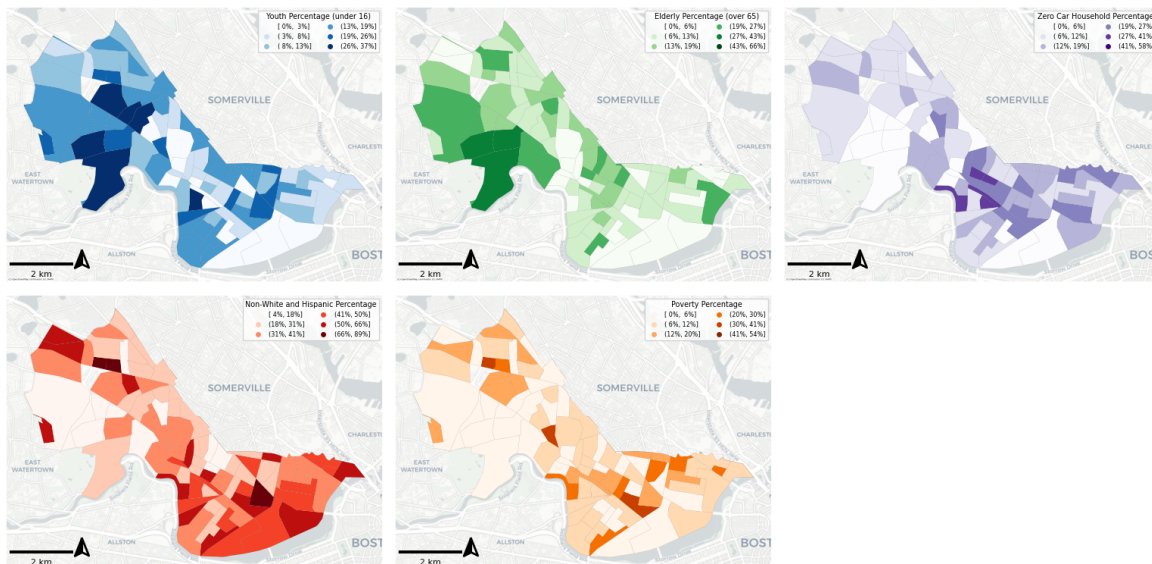 Youth Percentage (under 16)
[ 0%, 3%]
( 3%, 8%]
( 8%, 13%]
(13%, 19%]
(19%, 26%]
(26%, 37%]
SOMERVILLE
CHARLEST
EAST
WATERTOWN
ALLSTON
BOST
2 km
Elderly Percentage (over 65)
[ 0%, 6%]
( 6%, 13%]
(13%, 19%]
(19%, 27%]
(27%, 43%]
(43%, 66%]
SOMERVILLE
CHARLEST
EAST
WATERTOWN
ALLSTON
BOST
2 km
Zero Car Household Percentage
[ 0%, 6%]
( 6%, 12%]
(12%, 19%]
(19%, 27%]
(27%, 41%]
(41%, 58%]
SOMERVILLE
CHARLEST
EAST
WATERTOWN
ALLSTON
BOST
2 km
Non-White and Hispanic Percentage
[ 4%, 18%]
(18%, 31%]
(31%, 41%]
(41%, 50%]
(50%, 66%]
(66%, 89%]
SOMERVILLE
CHARLEST
EAST
WATERTOWN
ALLSTON
BOST
2 km
Poverty Percentage
[ 0%, 6%]
( 6%, 12%]
(12%, 20%]
(20%, 30%]
(30%, 41%]
(41%, 54%]
SOMERVILLE
CHARLEST
EAST
WATERTOWN
ALLSTON
BOST
2 km